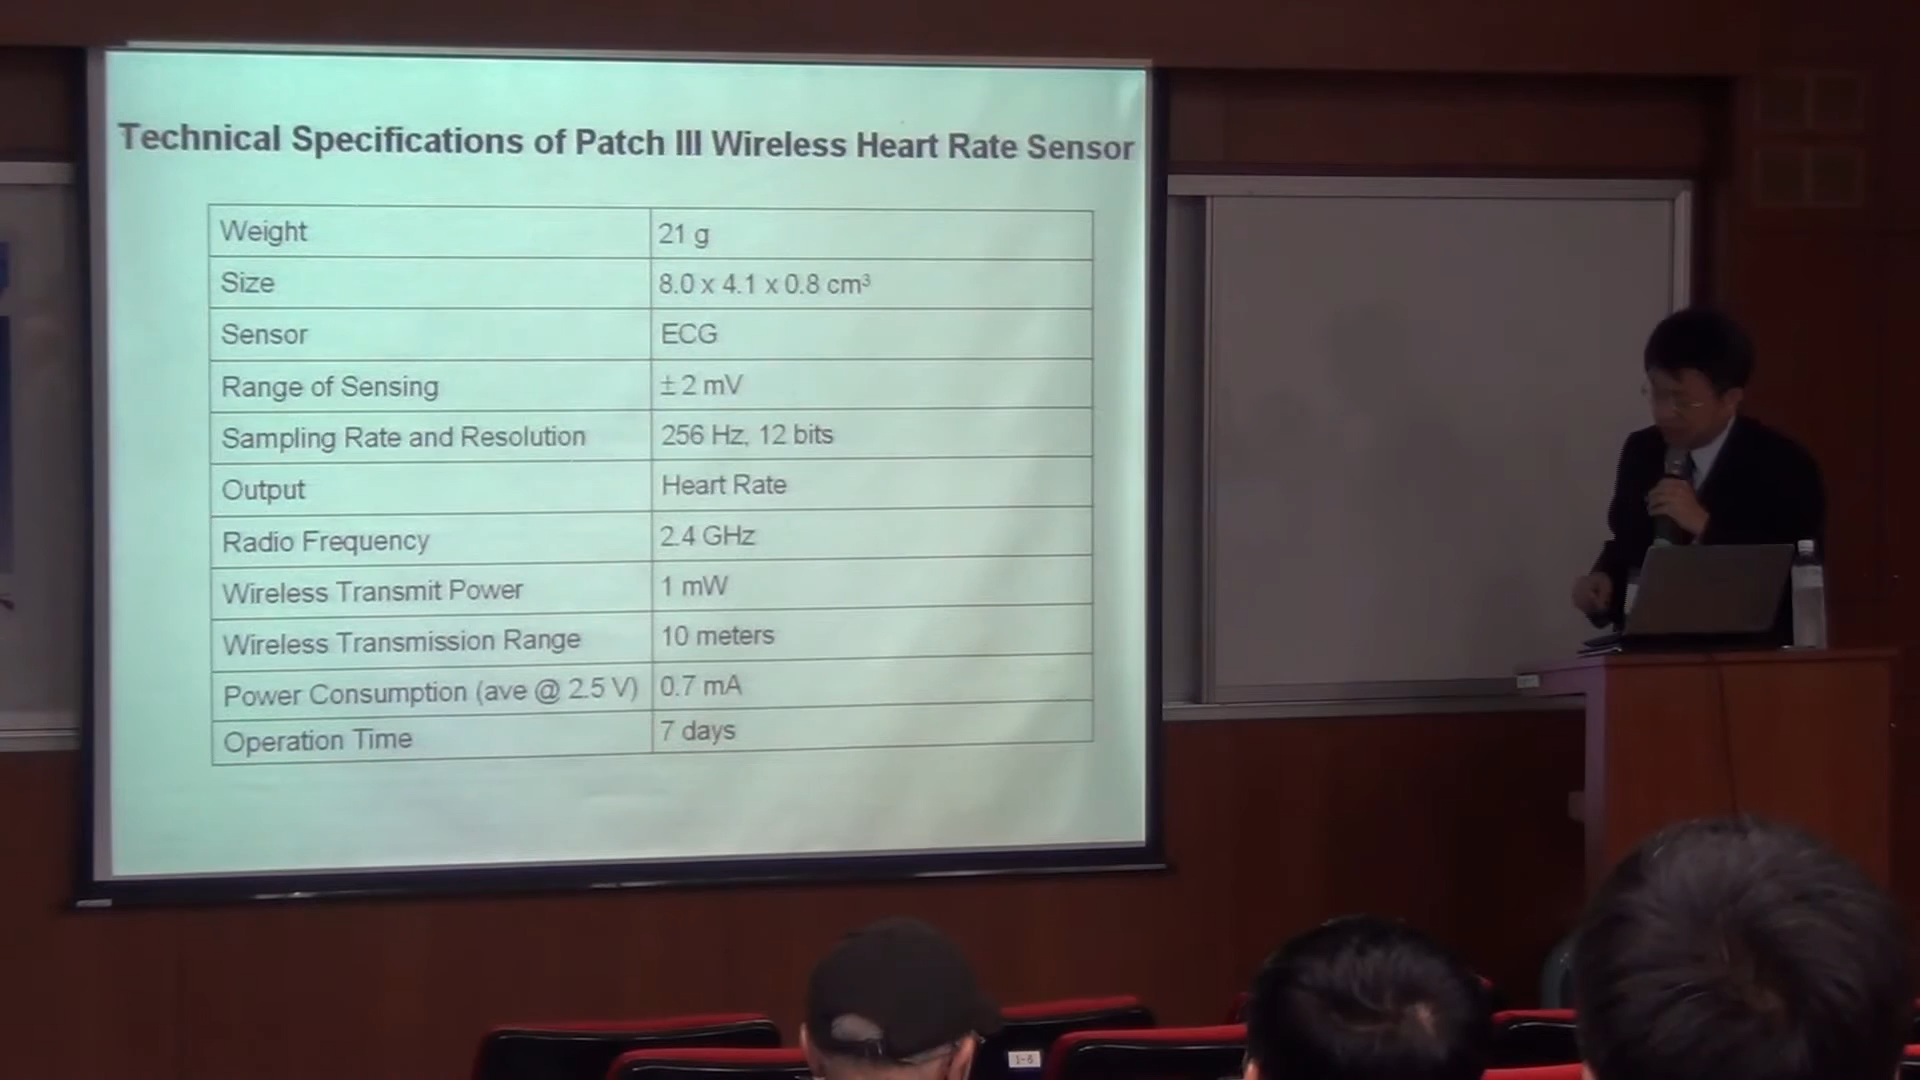 Technical Specifications of Patch III Wireless Heart Rate Sensor
Weight 21 g
Size 8.0 x 4.1 x 0.8 cm³
Sensor ECG
Range of Sensing ±2 mV
Sampling Rate and Resolution 256 Hz, 12 bits
Output Heart Rate
Radio Frequency 2.4 GHz
Wireless Transmit Power 1 mW
Wireless Transmission Range 10 meters
Power Consumption (ave @ 2.5 V) 0.7 mA
Operation Time 7 days